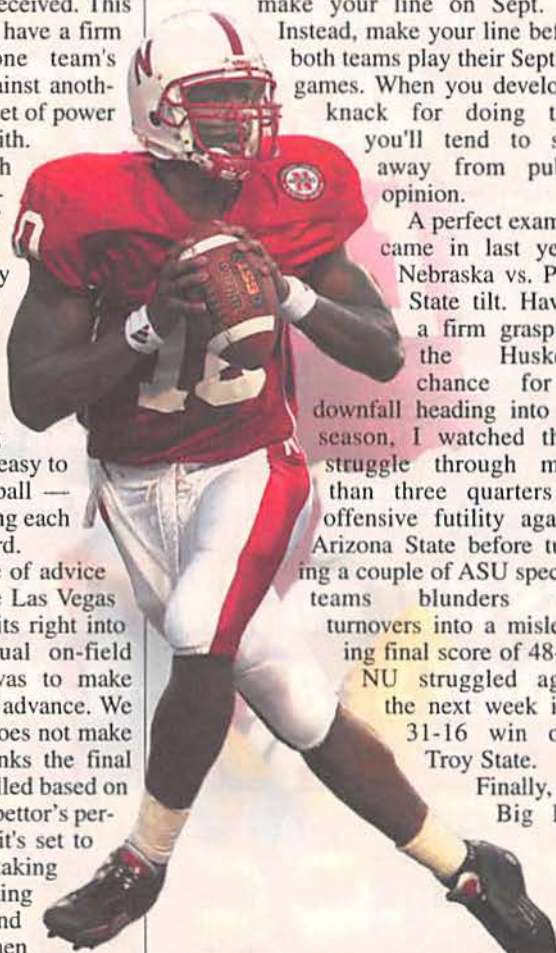 eceived. This
have a firm
one team's
ainst anoth-
et of power
ith.
h
y
easy to
ball —
ng each
rd.
e of advice
e Las Vegas
its right into
ual on-field
was to make
advance. We
oes not make
nks the final
lled based on
bettor's per-
it's set to
taking
ing
nd
hen
make your line on Sept.
Instead, make your line bef
both teams play their Sept
games. When you develo
knack for doing t
you'll tend to s
away from pub
opinion.
A perfect exam
came in last ye
Nebraska vs. P
State tilt. Hav
a firm grasp
the Husk
chance for
downfall heading into
season, I watched th
struggle through m
than three quarters
offensive futility aga
Arizona State before tu
ing a couple of ASU spec
teams blunders
turnovers into a misle
ing final score of 48-
NU struggled ag
the next week i
31-16 win o
Troy State.
Finally,
Big
N
N